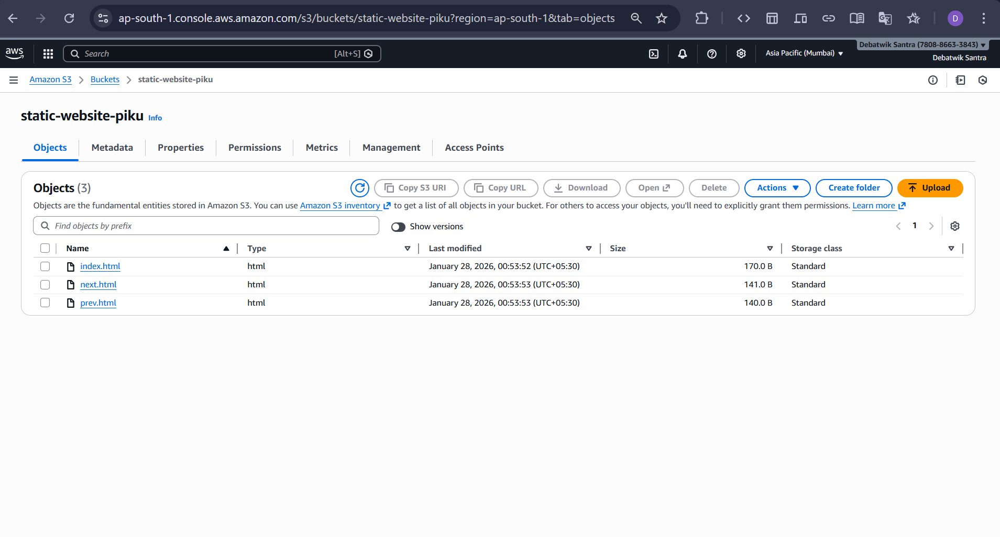 ap-south-1.console.aws.amazon.com/s3/buckets/static-website-piku?region=ap-south-1&tab=objects
D
aws
Search
[Alt+S]
Asia Pacific (Mumbai)
Debatwik Santra (7808-8663-3843)
Debatwik Santra
Amazon S3
Buckets
static-website-piku
static-website-piku
Info
Objects
Metadata
Properties
Permissions
Metrics
Management
Access Points
Objects (3)
Copy S3 URI
Copy URL
Download
Open
Delete
Actions
Create folder
Upload
Objects are the fundamental entities stored in Amazon S3. You can use Amazon S3 inventory to get a list of all objects in your bucket. For others to access your objects, you'll need to explicitly grant them permissions. Learn more
Find objects by prefix
Show versions
1
Name Type Last modified Size Storage class
index.html html January 28, 2026, 00:53:52 (UTC+05:30) 170.0 B Standard
next.html html January 28, 2026, 00:53:53 (UTC+05:30) 141.0 B Standard
prev.html html January 28, 2026, 00:53:53 (UTC+05:30) 140.0 B Standard